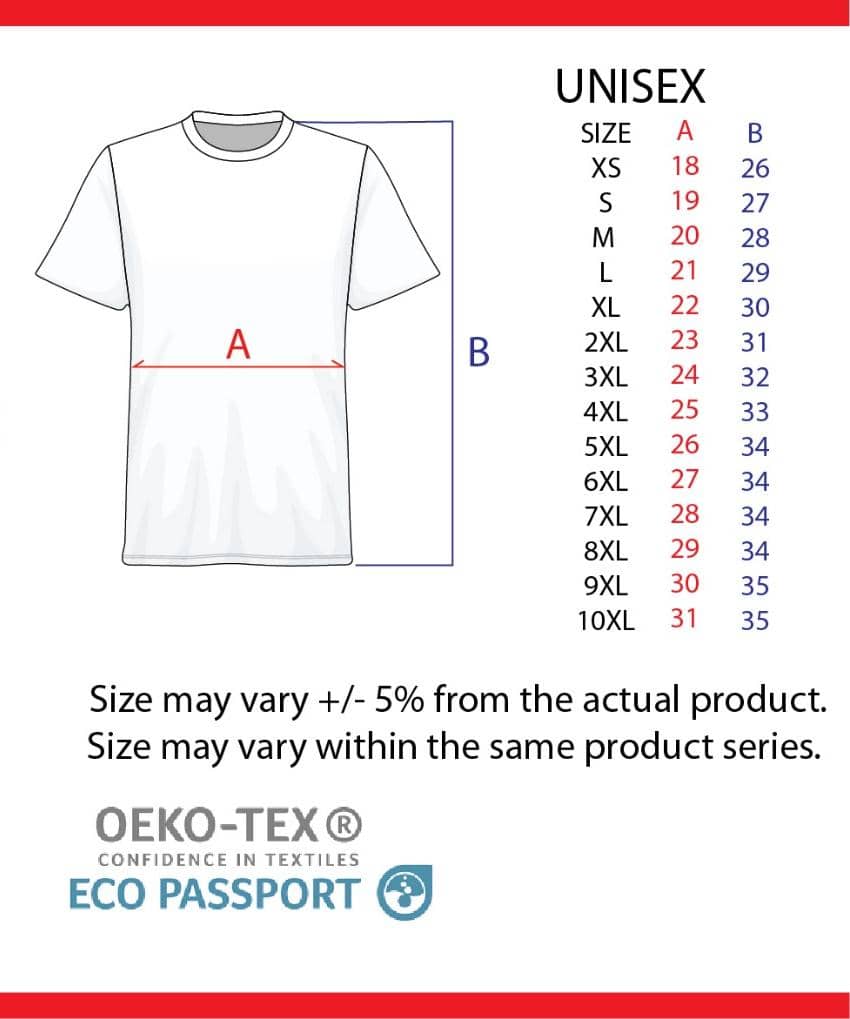 UNISEX
SIZE A B
XS 18 26
S 19 27
M 20 28
L 21 29
XL 22 30
2XL 23 31
3XL 24 32
4XL 25 33
5XL 26 34
6XL 27 34
7XL 28 34
8XL 29 34
9XL 30 35
10XL 31 35
A
B
Size may vary +/- 5% from the actual product.
Size may vary within the same product series.
OEKO-TEX®
CONFIDENCE IN TEXTILES
ECO PASSPORT